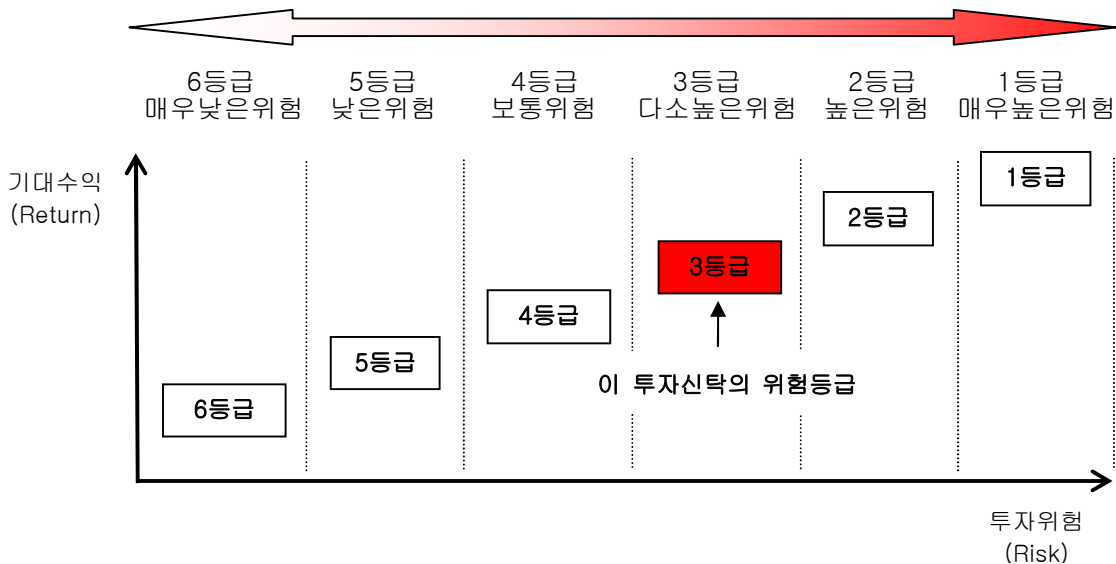 6등급
매우낮은위험
5등급
낮은위험
4등급
보통위험
3등급
다소높은위험
2등급
높은위험
1등급
매우높은위험
기대수익
(Return)
1등급
2등급
3등급
4등급
5등급
이 투자신탁의 위험등급
6등급
투자위험
(Risk)